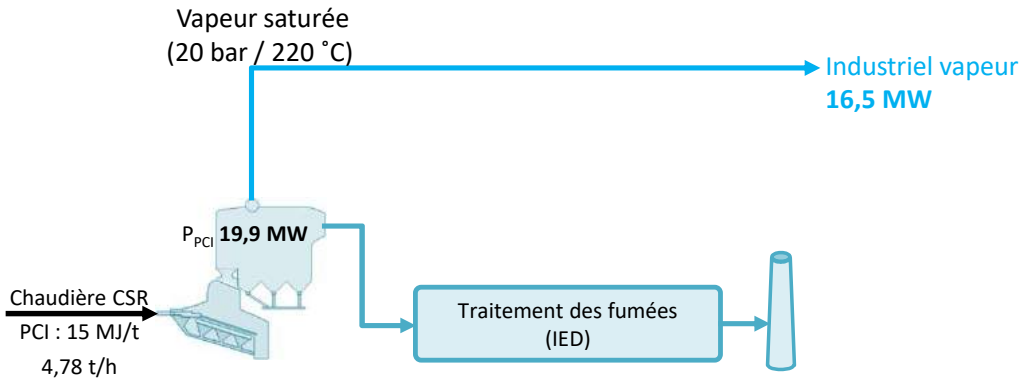 Vapeur saturée
(20 bar / 220 ˚C)
Industriel vapeur
16,5 MW
PPCI 19,9 MW
Chaudière CSR
PCI : 15 MJ/t
4,78 t/h
Traitement des fumées
(IED)